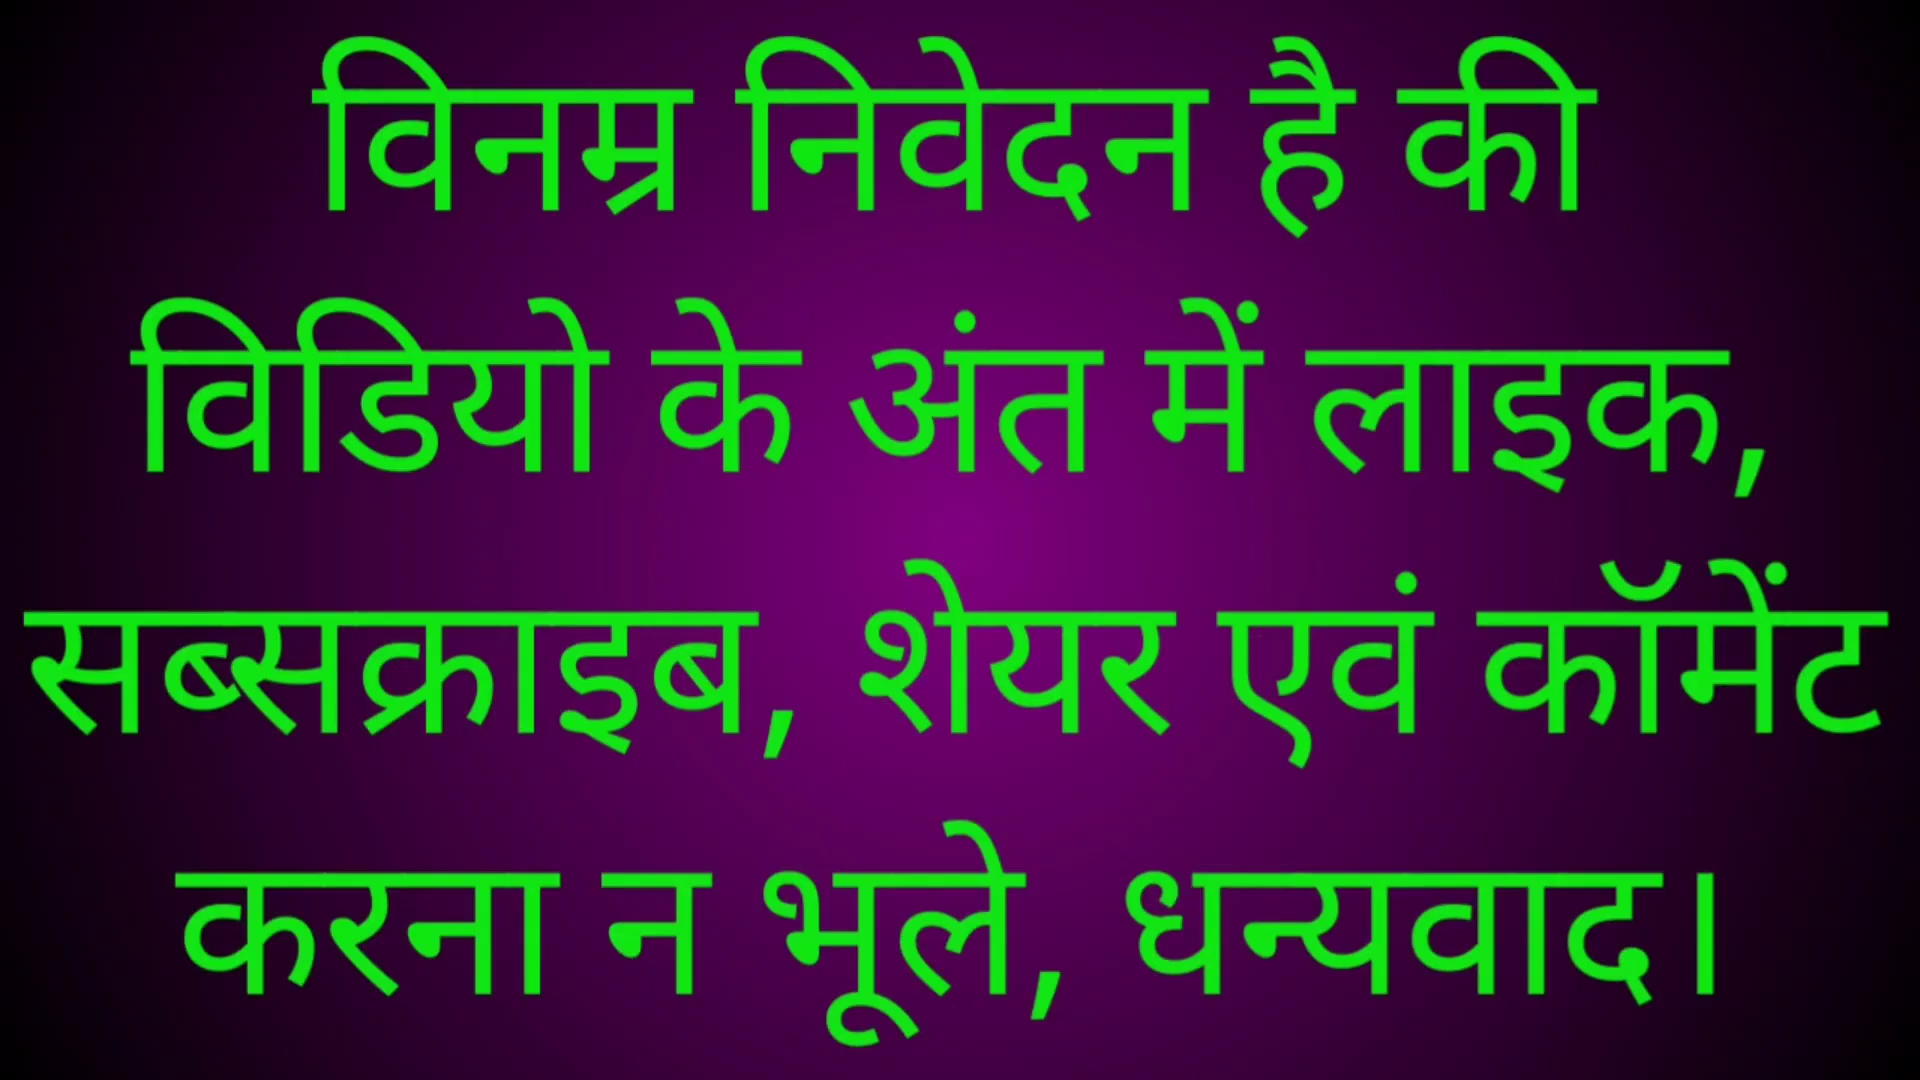 विनम्र निवेदन है की
विडियो के अंत में लाइक,
सब्सक्राइब, शेयर एवं कॉमेंट
करना न भूले, धन्यवाद।